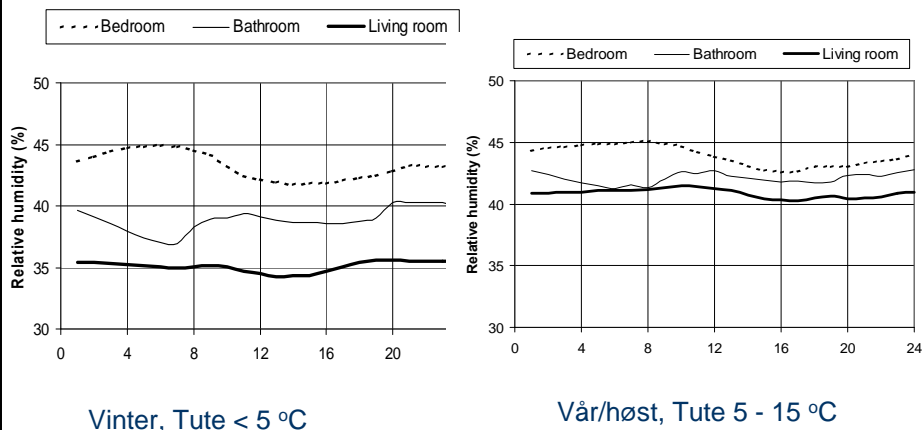 Bedroom Bathroom Living room
Relative humidity (%)
50
45
40
35
30
0 4 8 12 16 20
Vinter, Tute < 5 °C
Bedroom Bathroom Living room
Relative humidity (%)
50
45
40
35
30
0 4 8 12 16 20 24
Vår/høst, Tute 5 - 15 °C